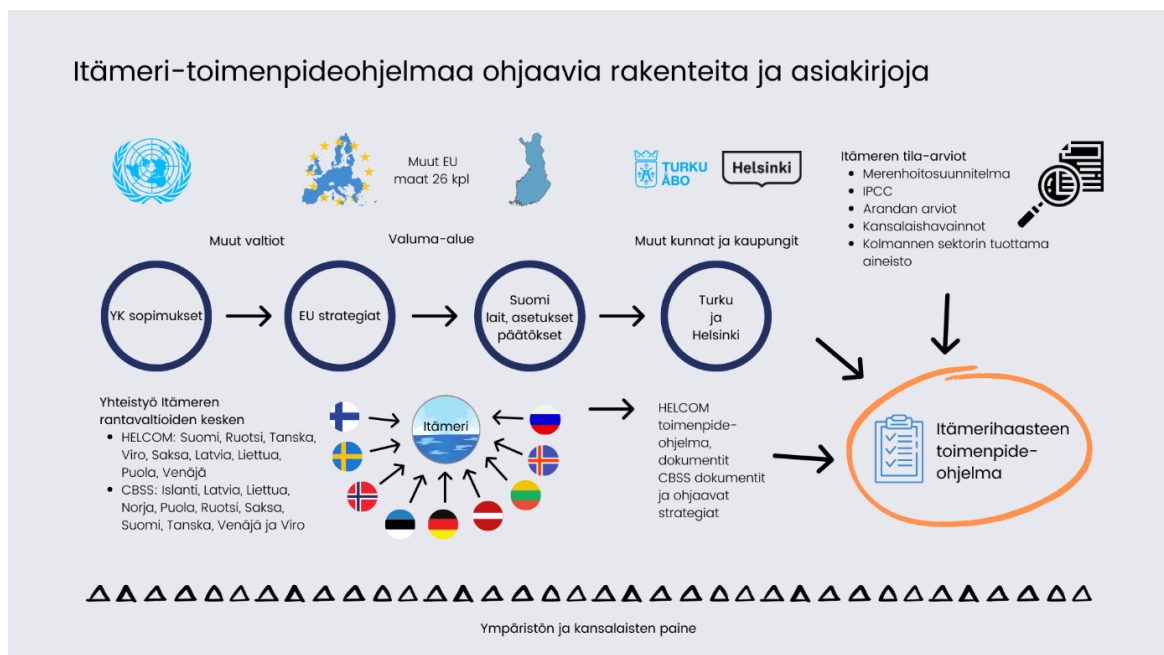 Itämeri-toimenpideohjelmaa ohjaavia rakenteita ja asiakirjoja
Muut EU
maat 26 kpl
TURKU
ÅBO
Helsinki
Itämeren tila-arviot
• Merenhoitosuunnitelma
• IPCC
• Arandan arviot
• Kansalaishavainnot
• Kolmannen sektorin tuottama
aineisto
Muut valtiot
Valuma-alue
Muut kunnat ja kaupungit
YK sopimukset
EU strategiat
Suomi
lait, asetukset
päätökset
Turku
ja
Helsinki
Yhteistyö Itämeren
rantavaltioiden kesken
• HELCOM: Suomi, Ruotsi, Tanska,
Viro, Saksa, Latvia, Liettua,
Puola, Venäjä
• CBSS: Islanti, Latvia, Liettua,
Norja, Puola, Ruotsi, Saksa,
Suomi, Tanska, Venäjä ja Viro
Itämeri
HELCOM
toimenpide-
ohjelma,
dokumentit
CBSS dokumentit
ja ohjaavat
strategiat
Itämerihaasteen
toimenpide-
ohjelma
Ympäristön ja kansalaisten paine